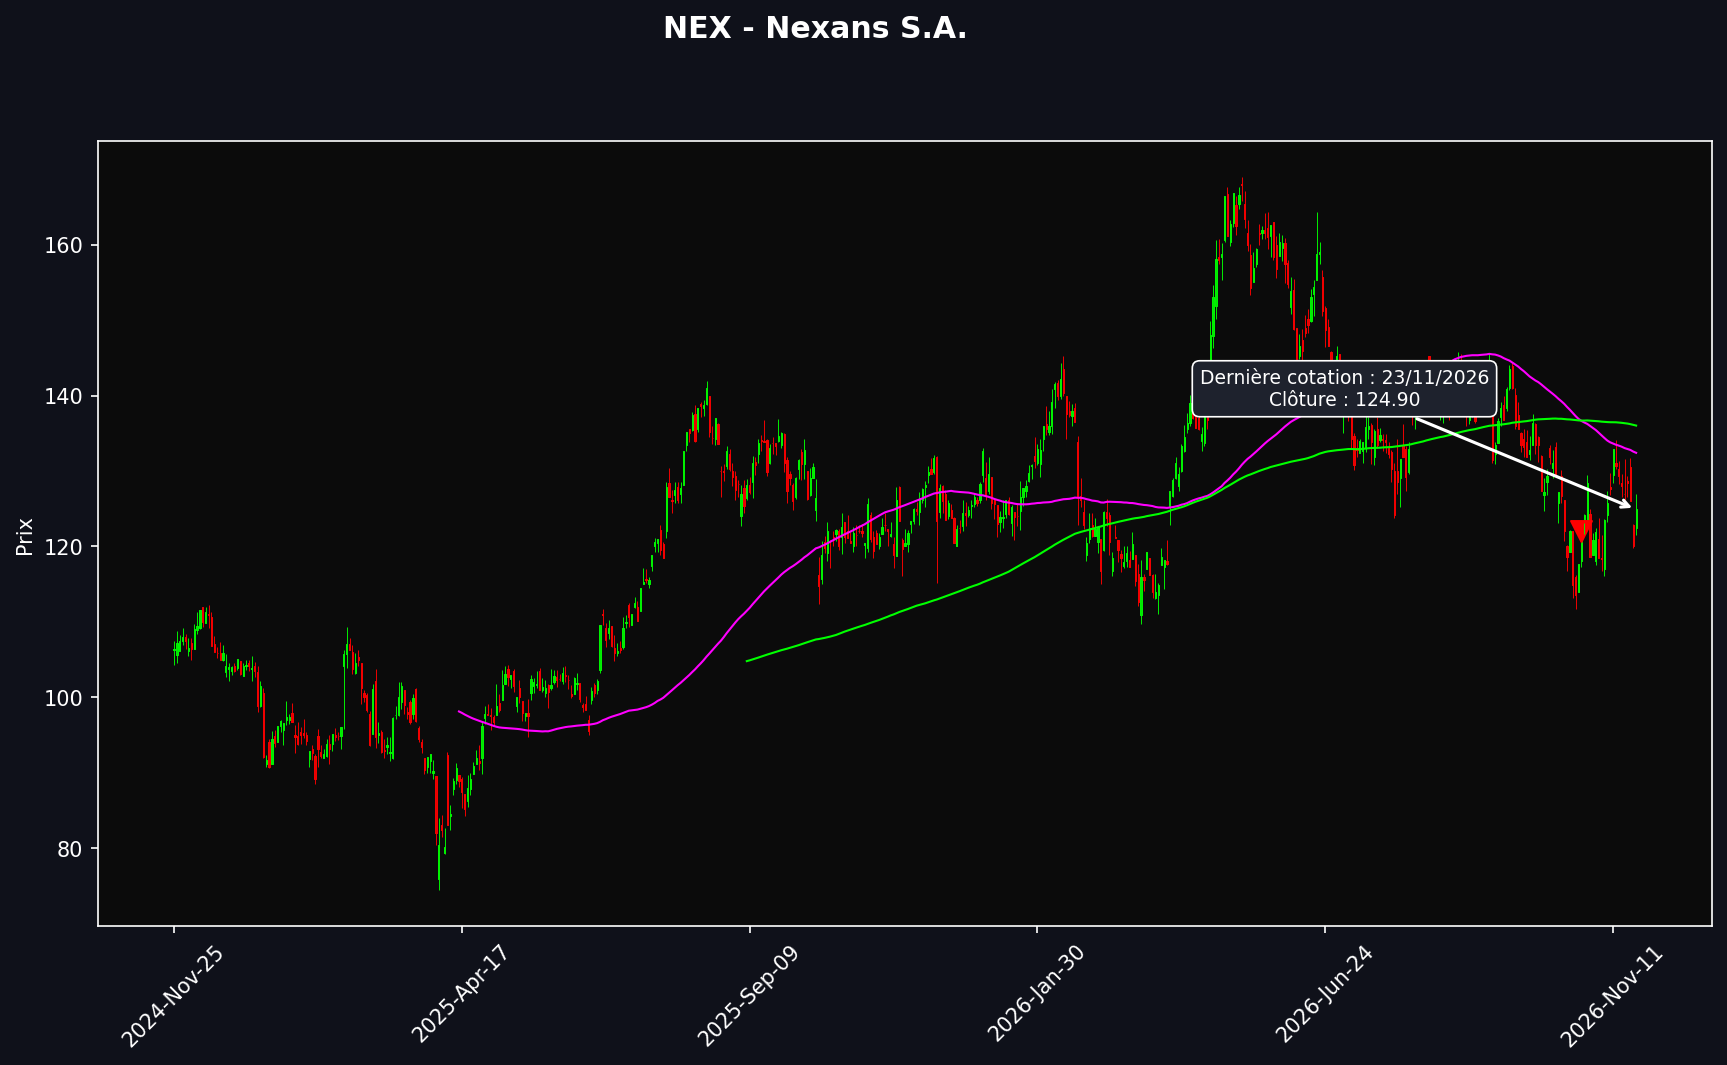 NEX - Nexans S.A.
Prix
160
140
120
100
80
Dernière cotation : 23/11/2026
Clôture : 124.90
2024-Nov-25
2025-Apr-17
2025-Sep-09
2026-Jan-30
2026-Jun-24
2026-Nov-11